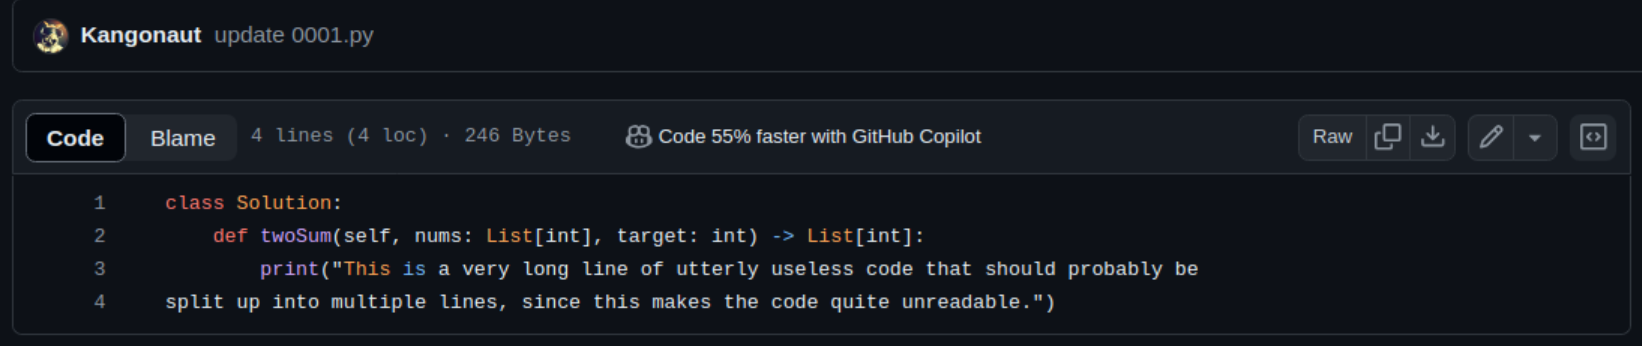 Kangonaut update 0001.py
Code Blame 4 lines (4 loc) · 246 Bytes Code 55% faster with GitHub Copilot Raw
1 class Solution:
2     def twoSum(self, nums: List[int], target: int) -> List[int]:
3         print("This is a very long line of utterly useless code that should probably be
4 split up into multiple lines, since this makes the code quite unreadable.")